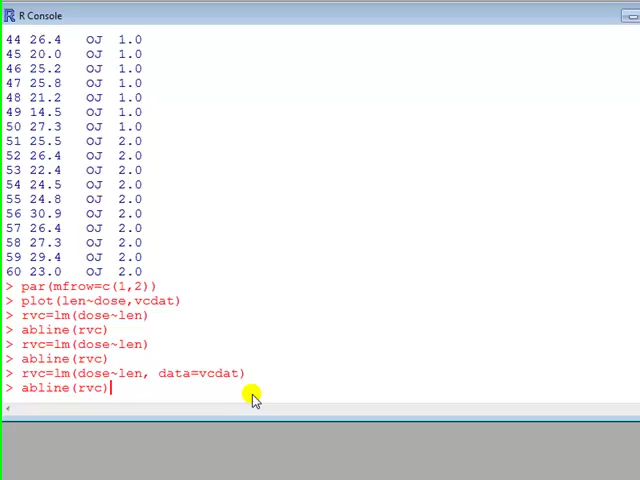 R Console
44 26.4 OJ 1.0
45 20.0 OJ 1.0
46 25.2 OJ 1.0
47 25.8 OJ 1.0
48 21.2 OJ 1.0
49 14.5 OJ 1.0
50 27.3 OJ 1.0
51 25.5 OJ 2.0
52 26.4 OJ 2.0
53 22.4 OJ 2.0
54 24.5 OJ 2.0
55 24.8 OJ 2.0
56 30.9 OJ 2.0
57 26.4 OJ 2.0
58 27.3 OJ 2.0
59 29.4 OJ 2.0
60 23.0 OJ 2.0
> par(mfrow=c(1,2))
> plot(len~dose,vcdat)
> rvc=lm(dose~len)
> abline(rvc)
> rvc=lm(dose~len)
> abline(rvc)
> rvc=lm(dose~len, data=vcdat)
> abline(rvc)